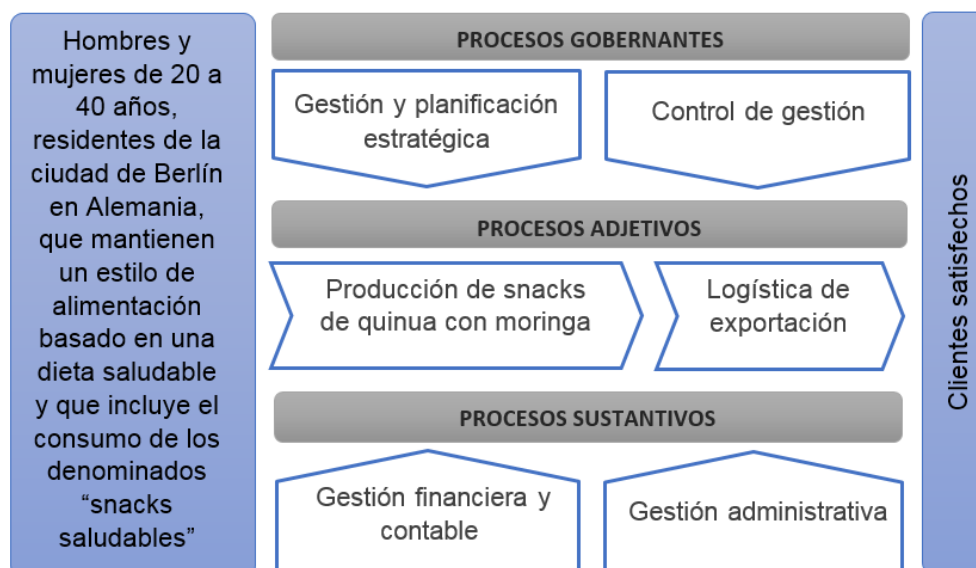 Hombres y
mujeres de 20 a
40 años,
residentes de la
ciudad de Berlín
en Alemania,
que mantienen
un estilo de
alimentación
basado en una
dieta saludable
y que incluye el
consumo de los
denominados
“snacks
saludables”
PROCESOS GOBERNANTES
Gestión y planificación
estratégica
Control de gestión
PROCESOS ADJETIVOS
Producción de snacks
de quinua con moringa
Logística de
exportación
PROCESOS SUSTANTIVOS
Gestión financiera y
contable
Gestión administrativa
Clientes satisfechos